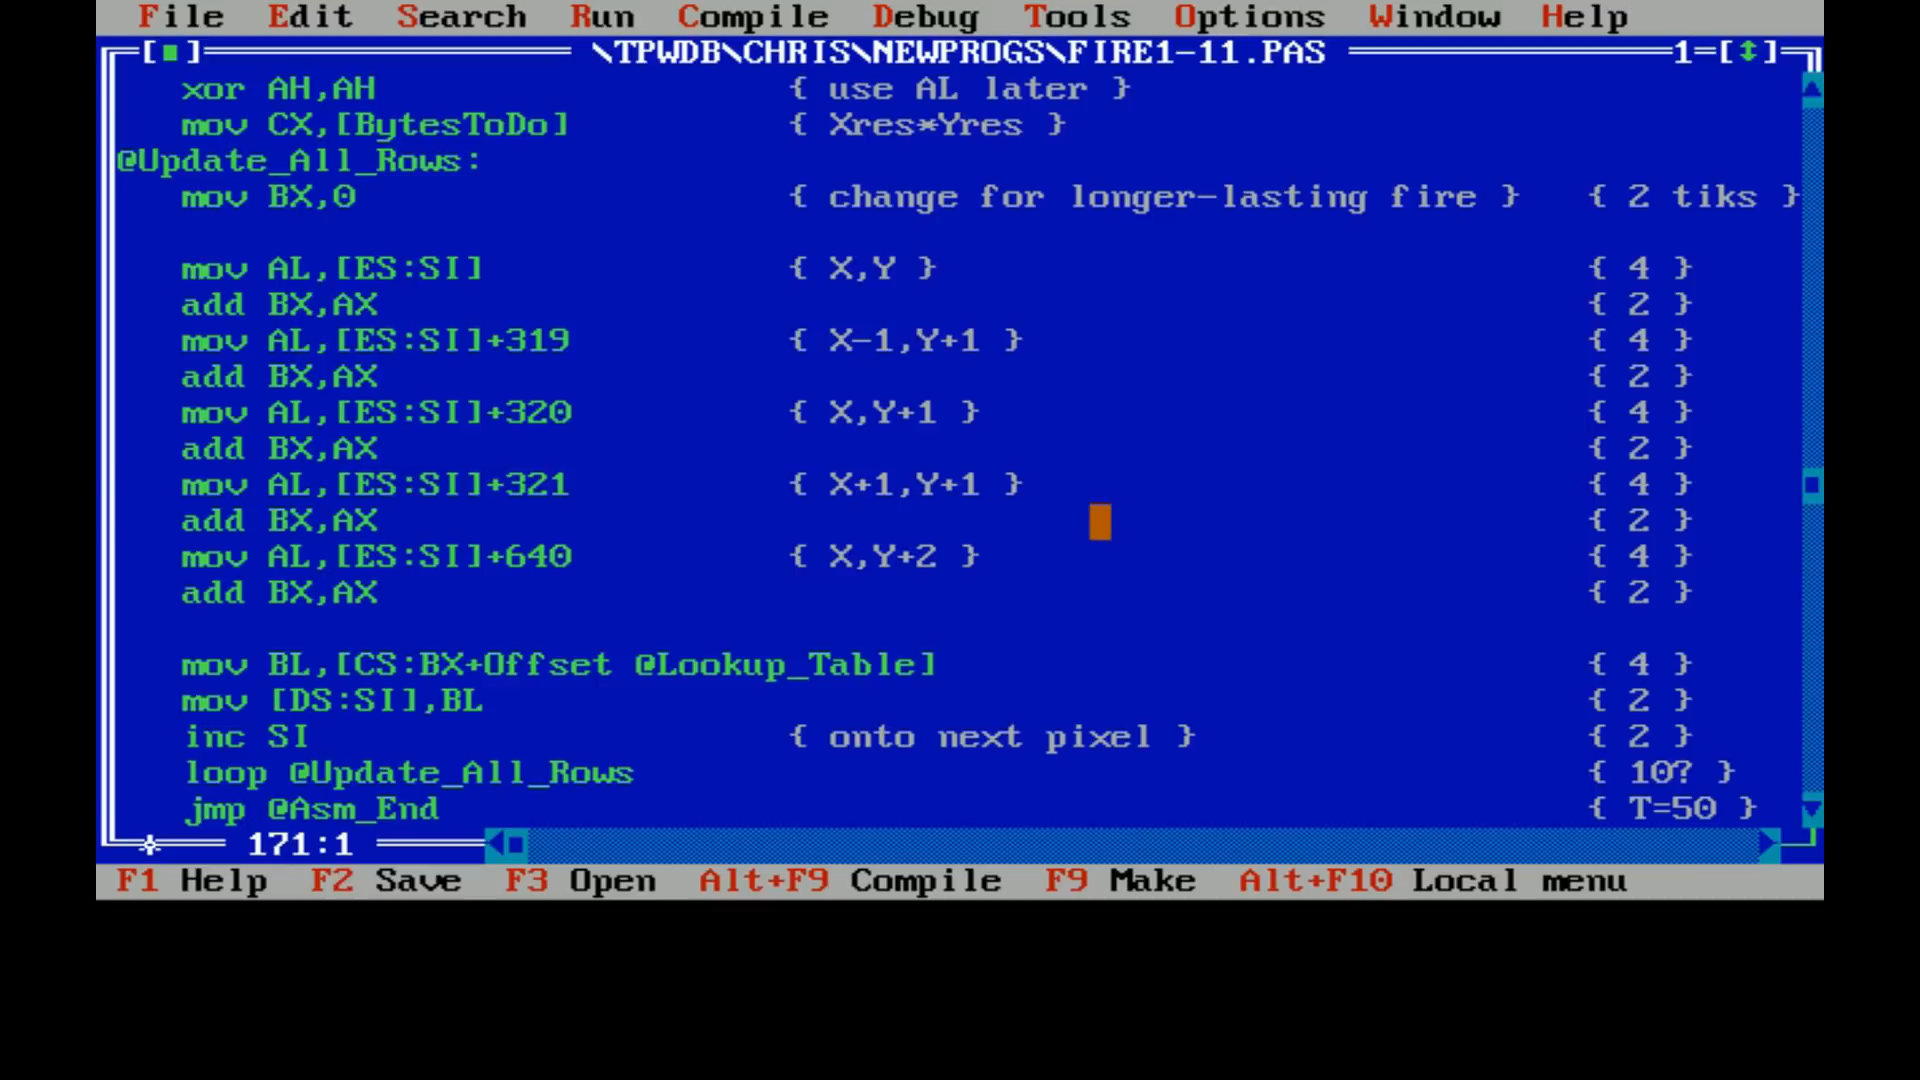 File Edit Search Run Compile Debug Tools Options Window Help
[■] \TPWDB\CHRIS\NEWPROGS\FIRE1-11.PAS 1=[↕]
xor AH,AH { use AL later }
mov CX,[BytesToDo] { Xres*Yres }
@Update_All_Rows:
mov BX,0 { change for longer-lasting fire } { 2 tiks }
mov AL,[ES:SI] { X,Y } { 4 }
add BX,AX { 2 }
mov AL,[ES:SI]+319 { X-1,Y+1 } { 4 }
add BX,AX { 2 }
mov AL,[ES:SI]+320 { X,Y+1 } { 4 }
add BX,AX { 2 }
mov AL,[ES:SI]+321 { X+1,Y+1 } { 4 }
add BX,AX { 2 }
mov AL,[ES:SI]+640 { X,Y+2 } { 4 }
add BX,AX { 2 }
mov BL,[CS:BX+Offset @Lookup_Table] { 4 }
mov [DS:SI],BL { 2 }
inc SI { onto next pixel } { 2 }
loop @Update_All_Rows { 10? }
jmp @Asm_End { T=50 }
171:1
F1 Help F2 Save F3 Open Alt+F9 Compile F9 Make Alt+F10 Local menu